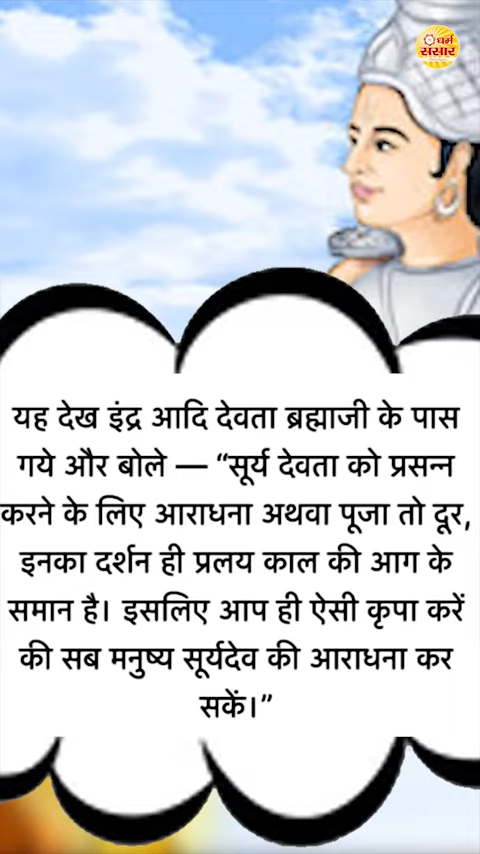 धर्म
संसार
यह देख इंद्र आदि देवता ब्रह्माजी के पास
गये और बोले — “सूर्य देवता को प्रसन्न
करने के लिए आराधना अथवा पूजा तो दूर,
इनका दर्शन ही प्रलय काल की आग के
समान है। इसलिए आप ही ऐसी कृपा करें
की सब मनुष्य सूर्यदेव की आराधना कर
सकें।”